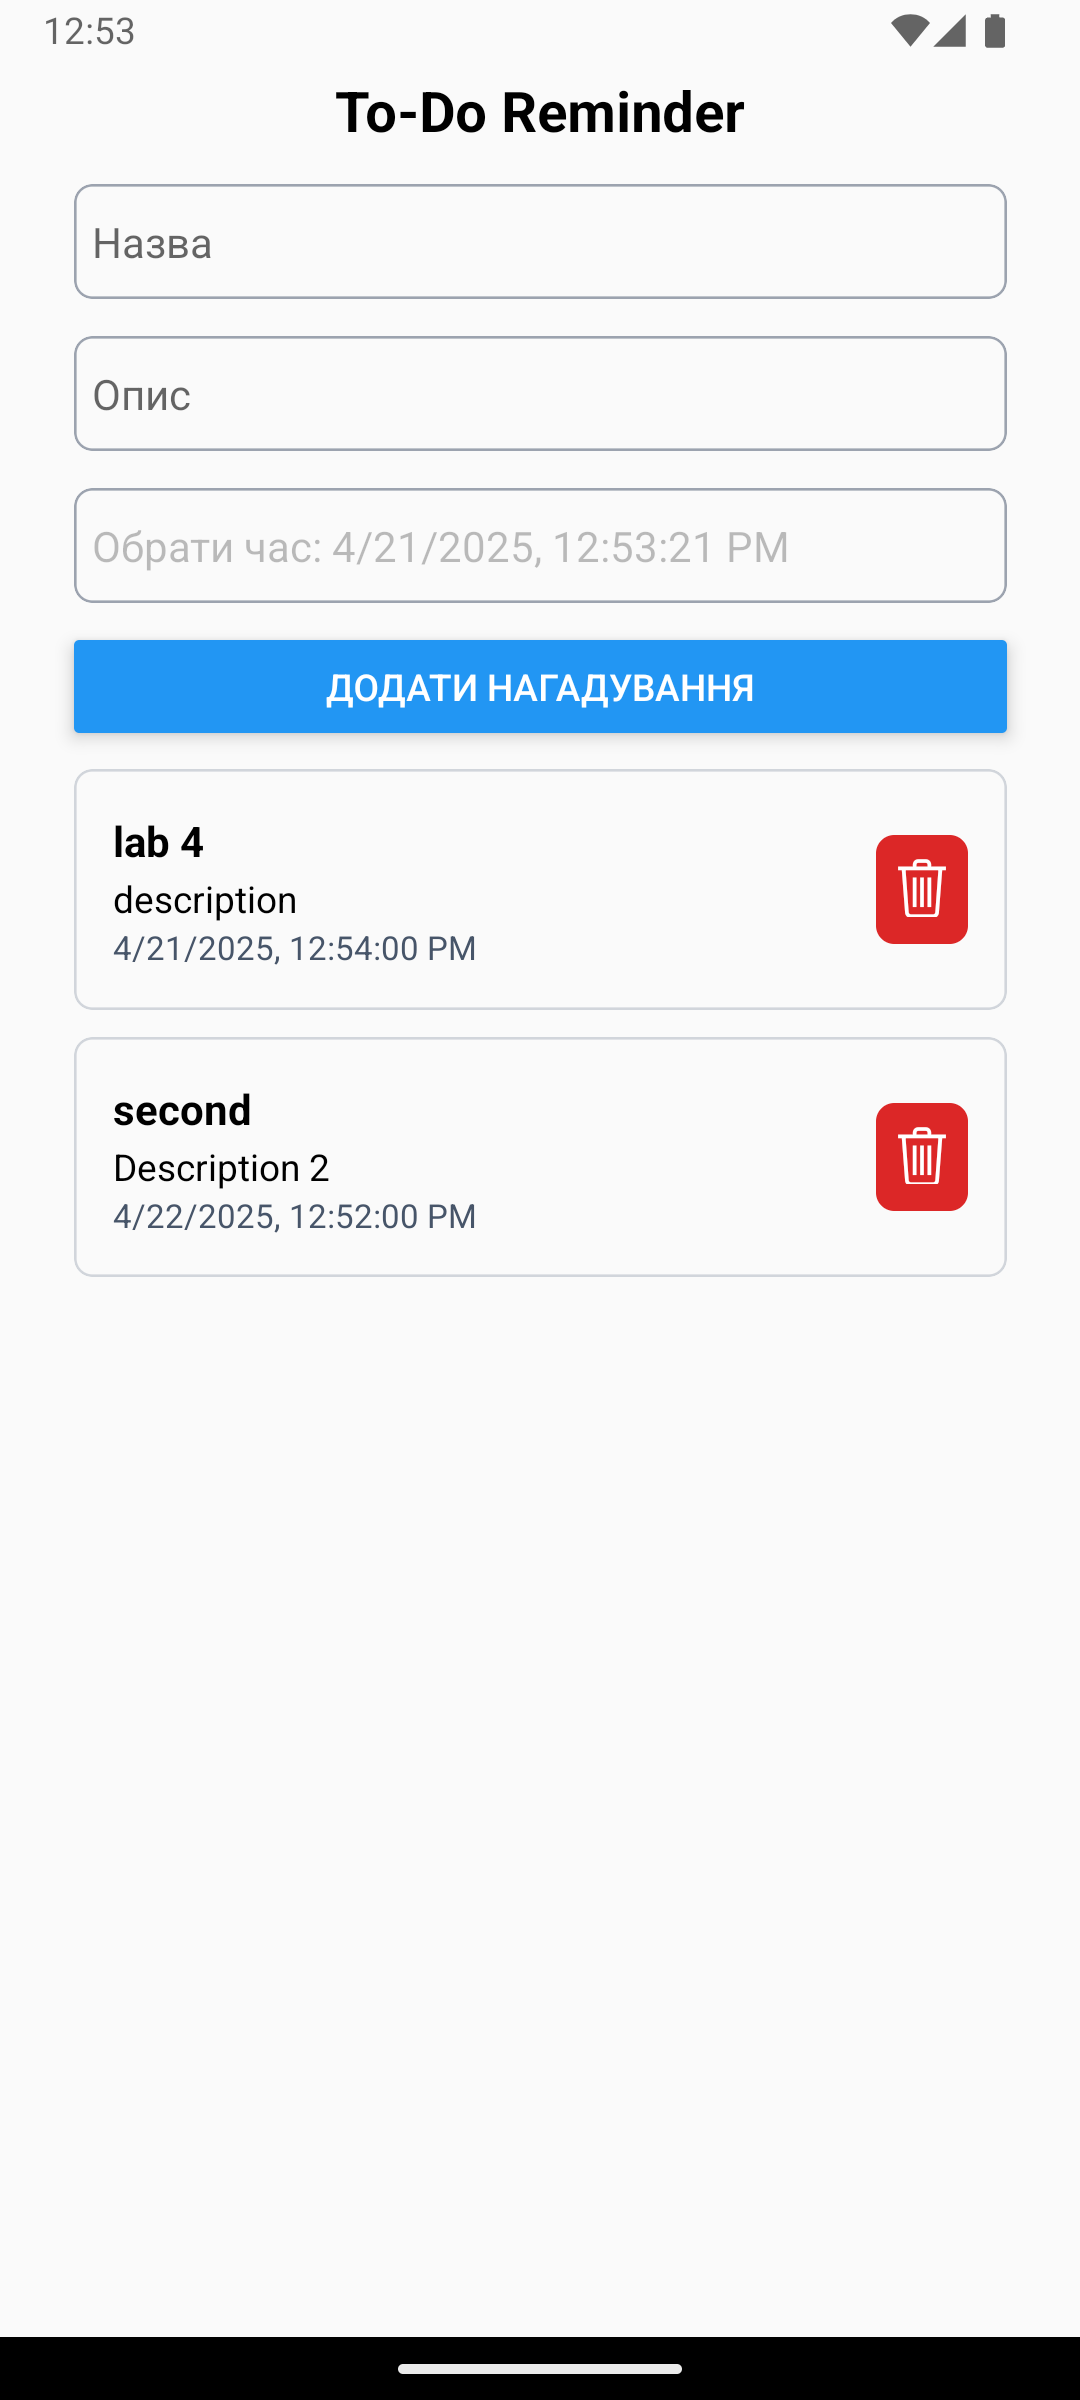 12:53
To-Do Reminder
Назва
Опис
Обрати час: 4/21/2025, 12:53:21 PM
ДОДАТИ НАГАДУВАННЯ
lab 4
description
4/21/2025, 12:54:00 PM
second
Description 2
4/22/2025, 12:52:00 PM